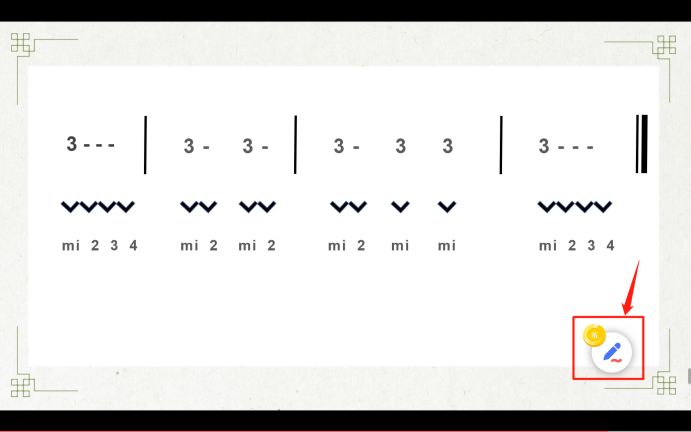 3 - - - | 3 - 3 - | 3 - 3 3 | 3 - - - ‖
mi 2 3 4 mi 2 mi 2 mi 2 mi mi mi 2 3 4